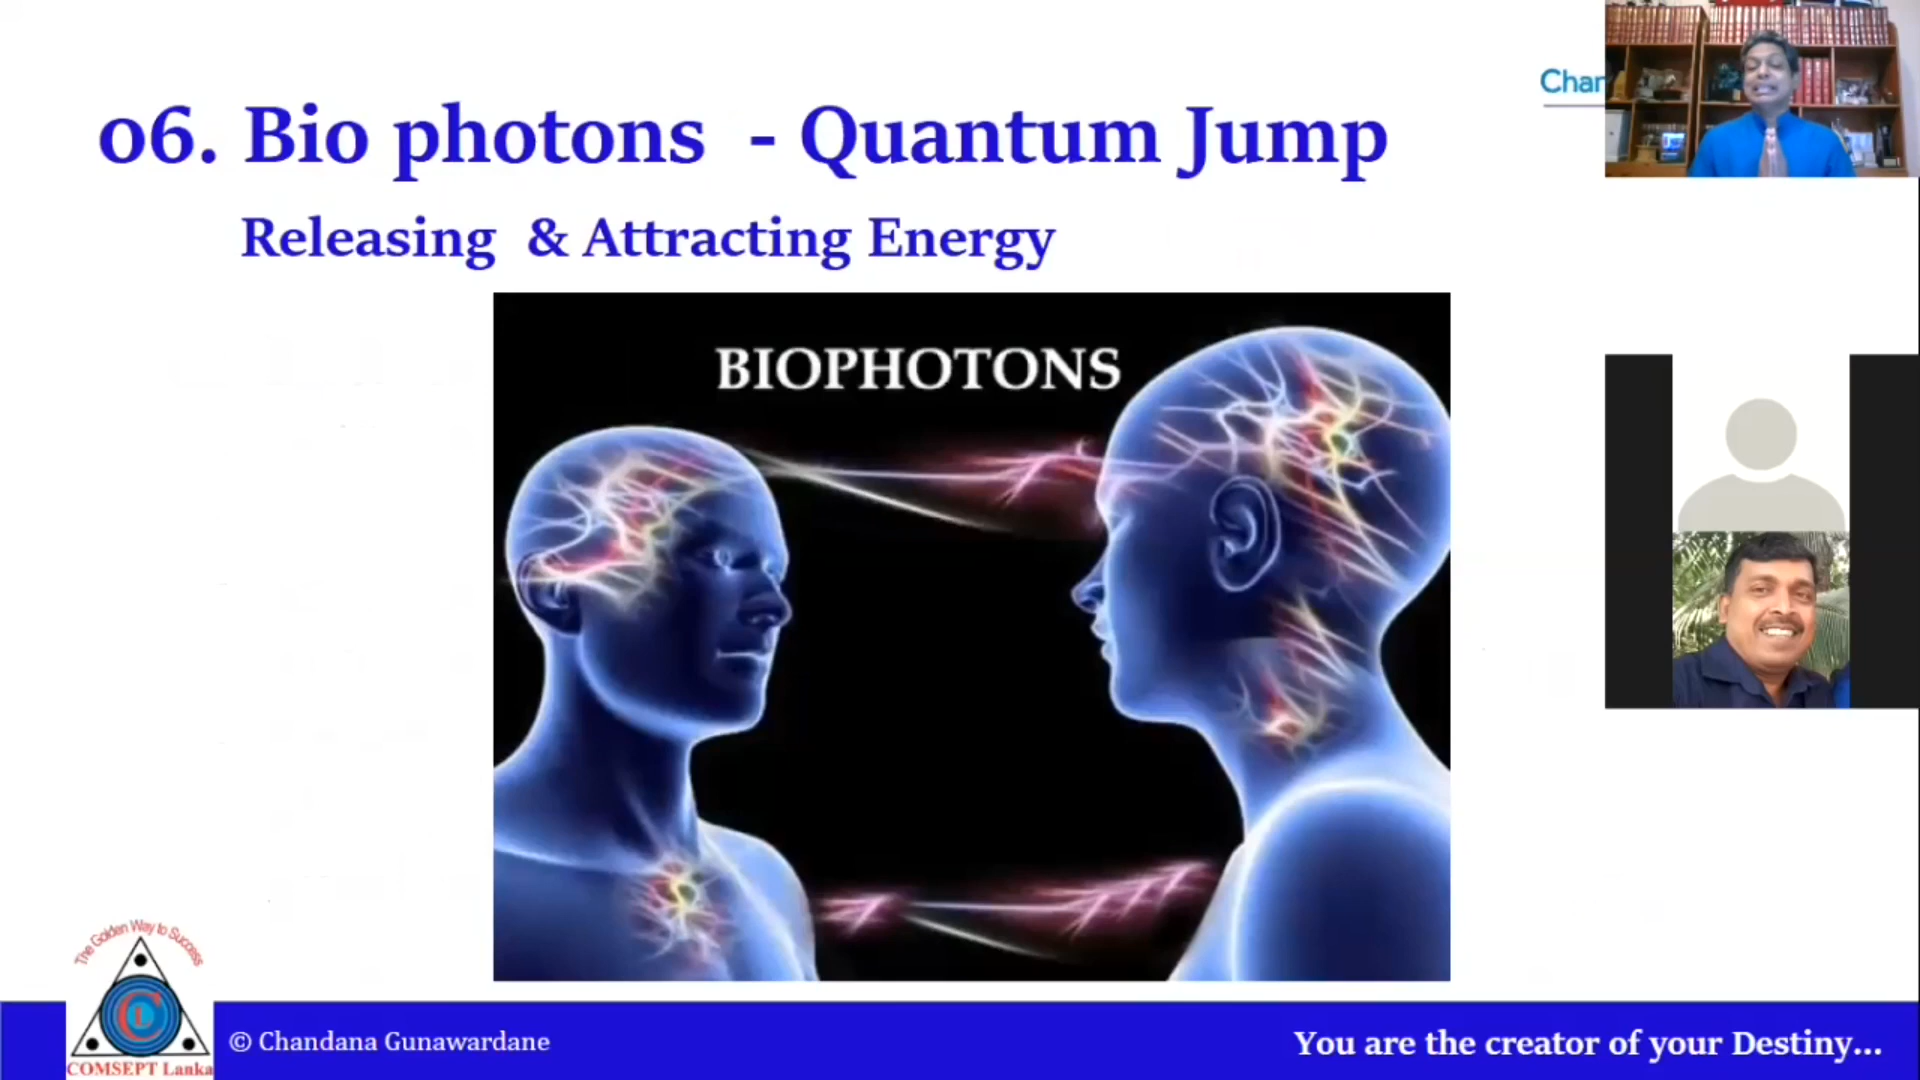 06. Bio photons - Quantum Jump
Releasing & Attracting Energy
Chan
BIOPHOTONS
The Golden Way to Success
CL
COMSEPT Lanka
© Chandana Gunawardane
You are the creator of your Destiny...